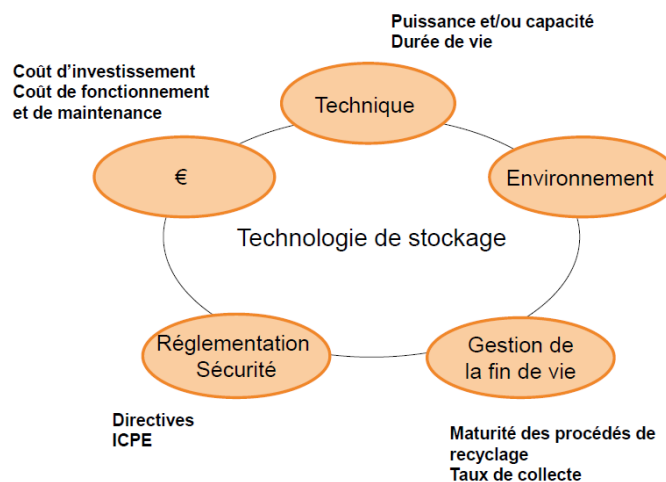 Puissance et/ou capacité
Durée de vie
Coût d'investissement
Coût de fonctionnement
et de maintenance
Technique
€
Environnement
Technologie de stockage
Réglementation
Sécurité
Gestion de
la fin de vie
Directives
ICPE
Maturité des procédés de
recyclage
Taux de collecte